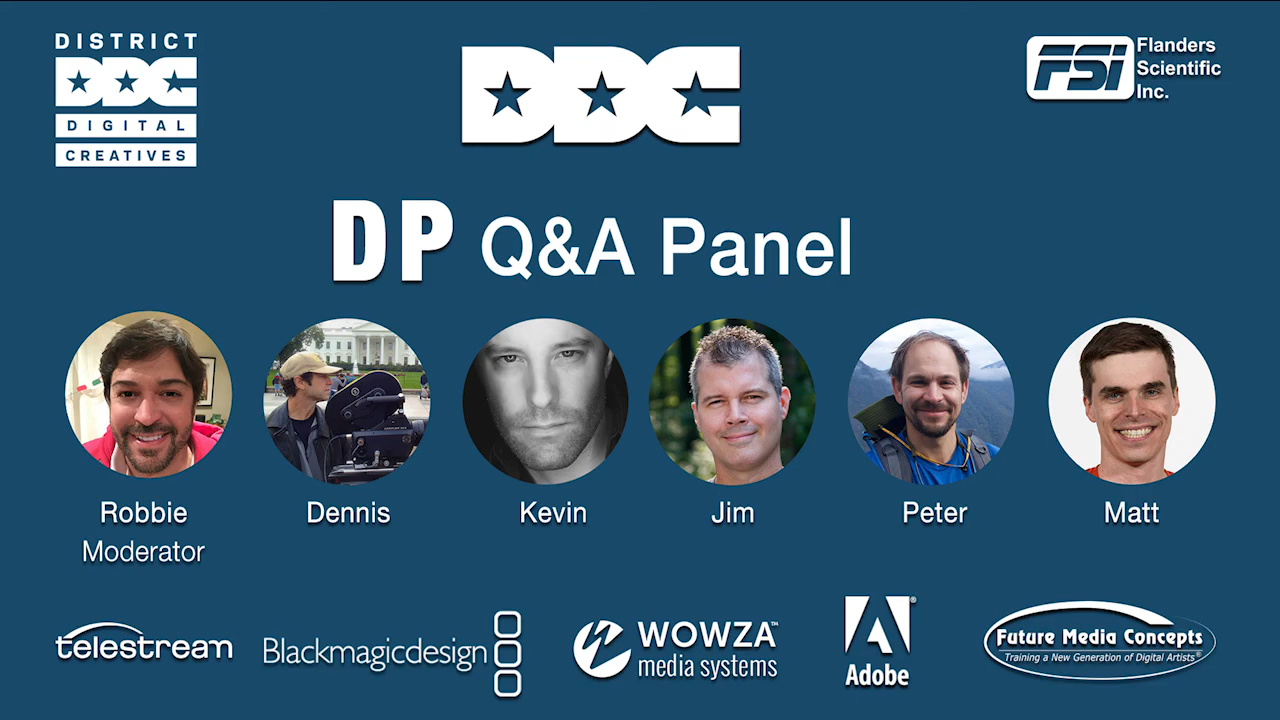 DISTRICT
DDC
DIGITAL
CREATIVES
DDC
FSI
Flanders
Scientific
Inc.
DP Q&A Panel
Robbie
Moderator
Dennis
Kevin
Jim
Peter
Matt
telestream
Blackmagicdesign
WOWZA™
media systems
Adobe®
Future Media Concepts
Training a New Generation of Digital Artists®